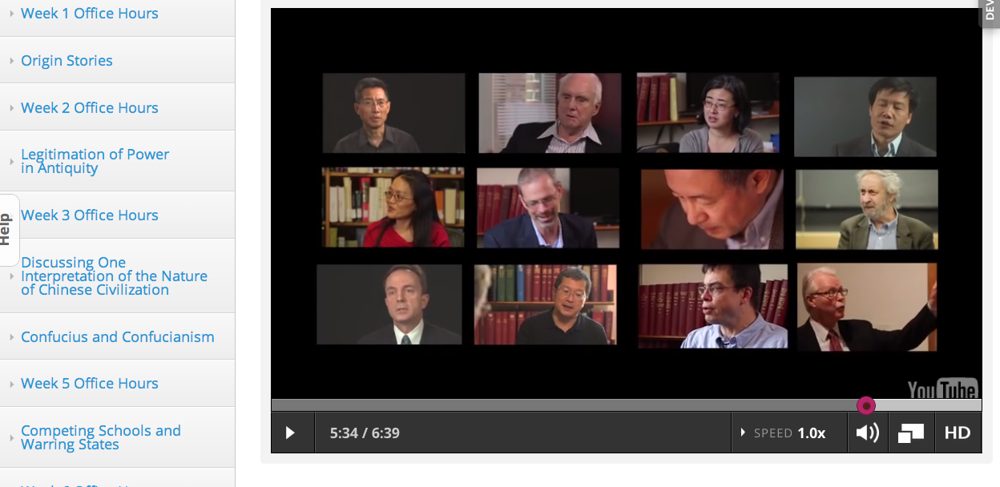 Week 1 Office Hours
Origin Stories
Week 2 Office Hours
Legitimation of Power
in Antiquity
Week 3 Office Hours
Help
Discussing One
Interpretation of the Nature
of Chinese Civilization
Confucius and Confucianism
Week 5 Office Hours
Competing Schools and
Warring States
DEV
YouTube
5:34 / 6:39
SPEED 1.0x
HD